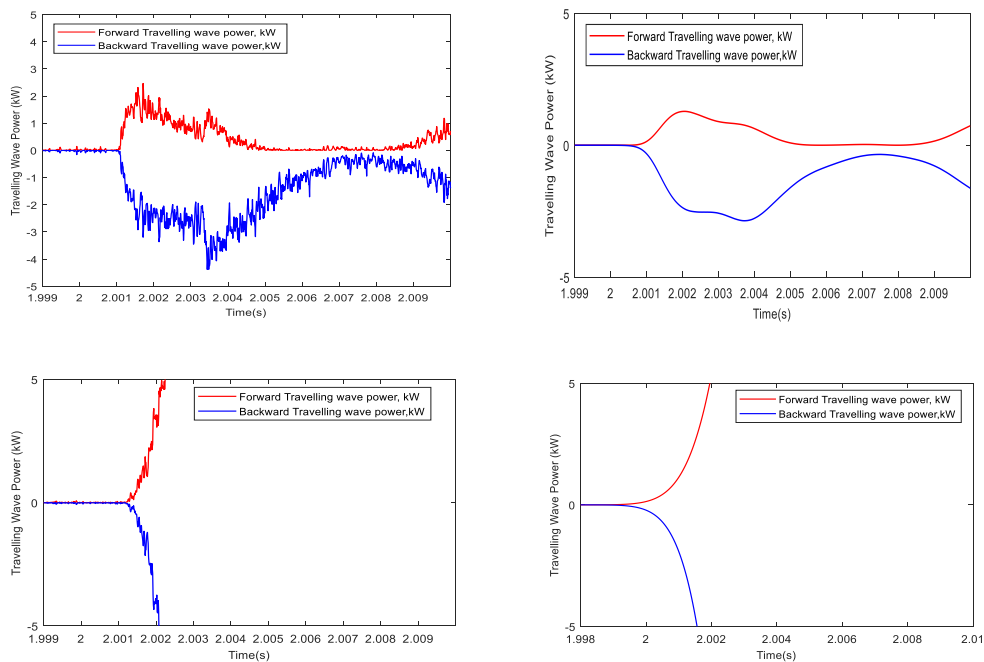 5
4
3
2
1
0
-1
-2
-3
-4
-5
Travelling Wave Power (kW)
Forward Travelling wave power, kW
Backward Travelling wave power,kW
1.999 2 2.001 2.002 2.003 2.004 2.005 2.006 2.007 2.008 2.009
Time(s)
5
0
-5
Travelling Wave Power (kW)
Forward Travelling wave power, kW
Backward Travelling wave power,kW
1.999 2 2.001 2.002 2.003 2.004 2.005 2.006 2.007 2.008 2.009
Time(s)
5
0
-5
Travelling Wave Power (kW)
Forward Travelling wave power, kW
Backward Travelling wave power,kW
1.999 2 2.001 2.002 2.003 2.004 2.005 2.006 2.007 2.008 2.009
Time(s)
5
0
-5
Travelling Wave Power (kW)
Forward Travelling wave power, kW
Backward Travelling wave power,kW
1.998 2 2.002 2.004 2.006 2.008 2.01
Time(s)